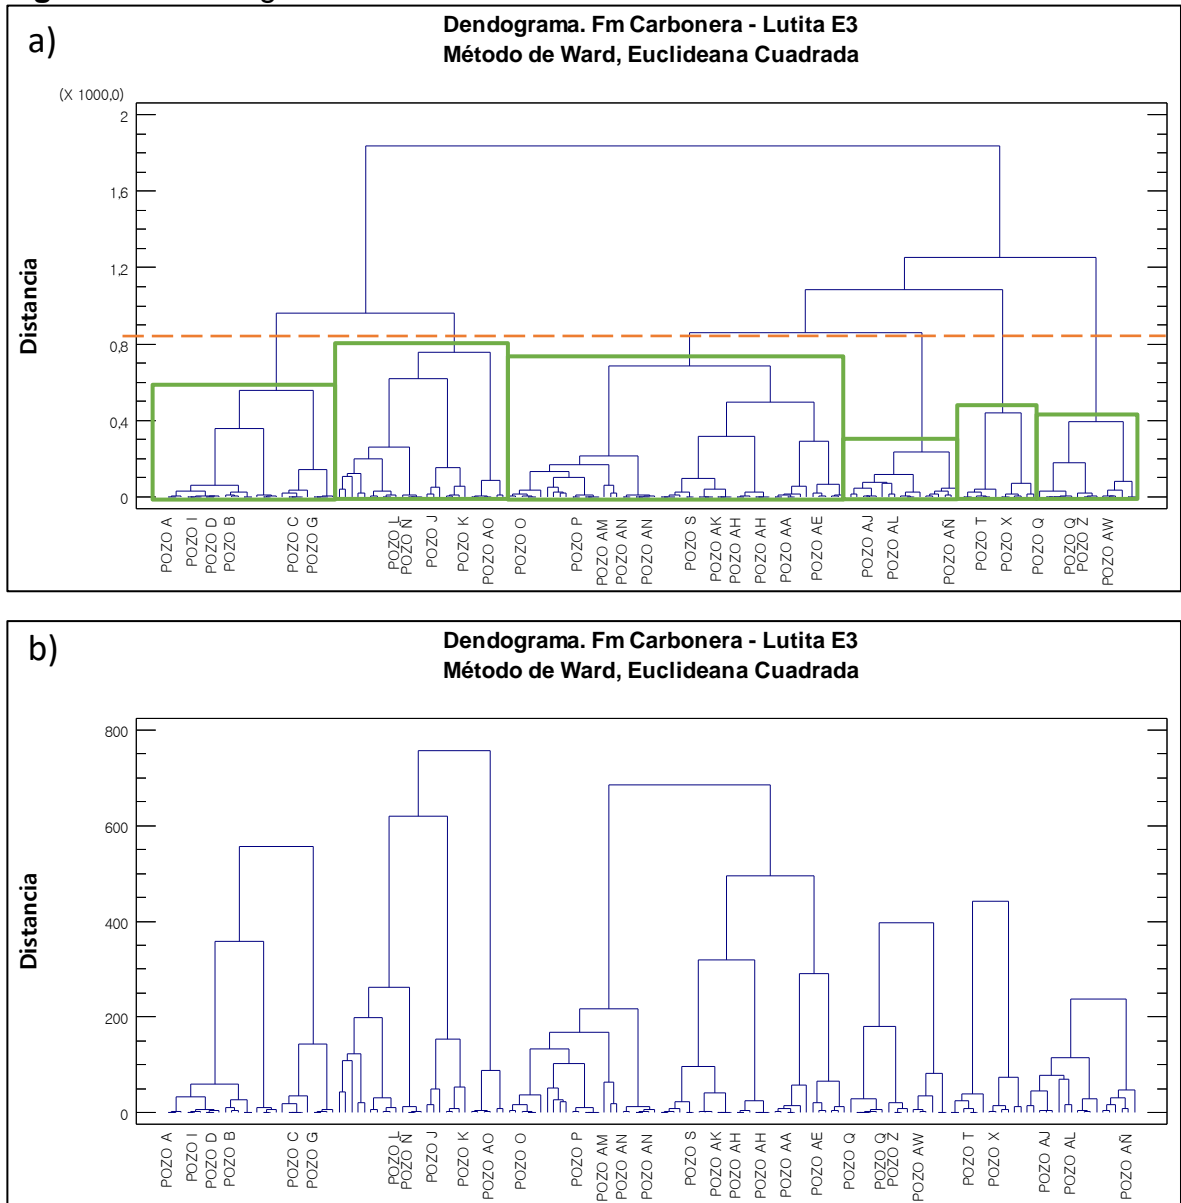 a)
Dendograma. Fm Carbonera - Lutita E3
Método de Ward, Euclideana Cuadrada
(X 1000,0)
2
1,6
1,2
0,8
0,4
0
Distancia
POZO A
POZO I
POZO D
POZO B
POZO C
POZO G
POZO L
POZO Ñ
POZO J
POZO K
POZO AO
POZO O
POZO P
POZO AM
POZO AN
POZO AN
POZO S
POZO AK
POZO AH
POZO AH
POZO AA
POZO AE
POZO AJ
POZO AL
POZO AÑ
POZO T
POZO X
POZO Q
POZO Q
POZO Z
POZO AW
b)
Dendograma. Fm Carbonera - Lutita E3
Método de Ward, Euclideana Cuadrada
800
600
400
200
0
Distancia
POZO A
POZO I
POZO D
POZO B
POZO C
POZO G
POZO L
POZO Ñ
POZO J
POZO K
POZO AO
POZO O
POZO P
POZO AM
POZO AN
POZO AN
POZO S
POZO AK
POZO AH
POZO AH
POZO AA
POZO AE
POZO Q
POZO Q
POZO Z
POZO AW
POZO T
POZO X
POZO AJ
POZO AL
POZO AÑ